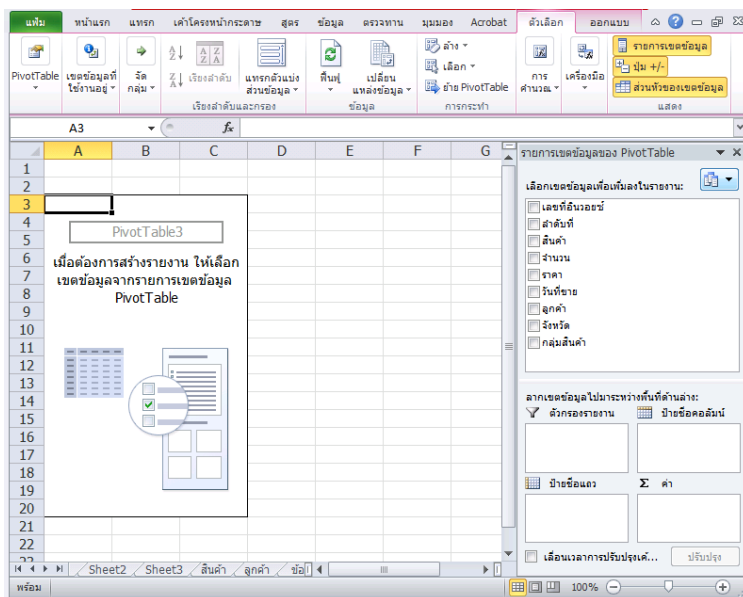 แฟ้ม หน้าแรก แทรก เค้าโครงหน้ากระดาษ สูตร ข้อมูล ตรวจทาน มุมมอง Acrobat ตัวเลือก ออกแบบ
PivotTable
เขตข้อมูลที่
ใช้งานอยู่
จัด
กลุ่ม
เรียงลำดับ
แทรกตัวแบ่ง
ส่วนข้อมูล
เรียงลำดับและกรอง
ฟื้นฟู
เปลี่ยน
แหล่งข้อมูล
ข้อมูล
ล้าง
เลือก
ย้าย PivotTable
การกระทำ
การ
คำนวณ
เครื่องมือ
รายการเขตข้อมูล
ปุ่ม +/-
ส่วนหัวของเขตข้อมูล
แสดง
A3 fx
A B C D E F G
1
2
3
4
5
6
7
8
9
10
11
12
13
14
15
16
17
18
19
20
21
22
PivotTable3
เมื่อต้องการสร้างรายงาน ให้เลือก
เขตข้อมูลจากรายการเขตข้อมูล
PivotTable
รายการเขตข้อมูลของ PivotTable
เลือกเขตข้อมูลเพื่อเพิ่มลงในรายงาน:
เลขที่อินวอยซ์
ลำดับที่
สินค้า
จำนวน
ราคา
วันที่ขาย
ลูกค้า
จังหวัด
กลุ่มสินค้า
ลากเขตข้อมูลไปมาระหว่างพื้นที่ด้านล่าง:
ตัวกรองรายงาน ป้ายชื่อคอลัมน์
ป้ายชื่อแถว Σ ค่า
เลื่อนเวลาการปรับปรุงเค้... ปรับปรุง
Sheet2 Sheet3 สินค้า ลูกค้า
พร้อม 100%